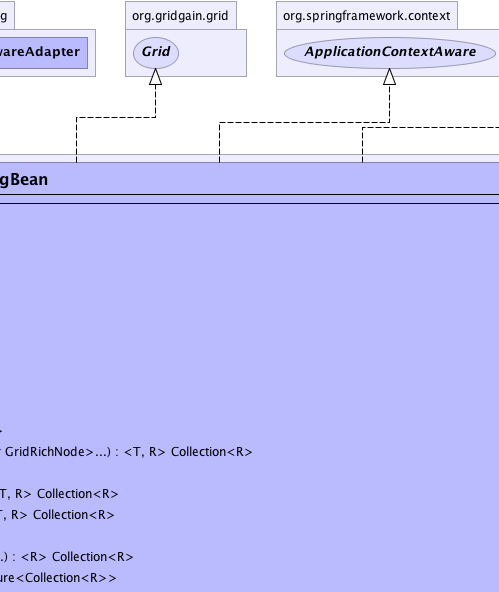 g
org.gridgain.grid
org.springframework.context
wareAdapter
Grid
ApplicationContextAware
gBean
>
r GridRichNode>...) : <T, R> Collection<R>
T, R> Collection<R>
T, R> Collection<R>
.) : <R> Collection<R>
ure<Collection<R>>